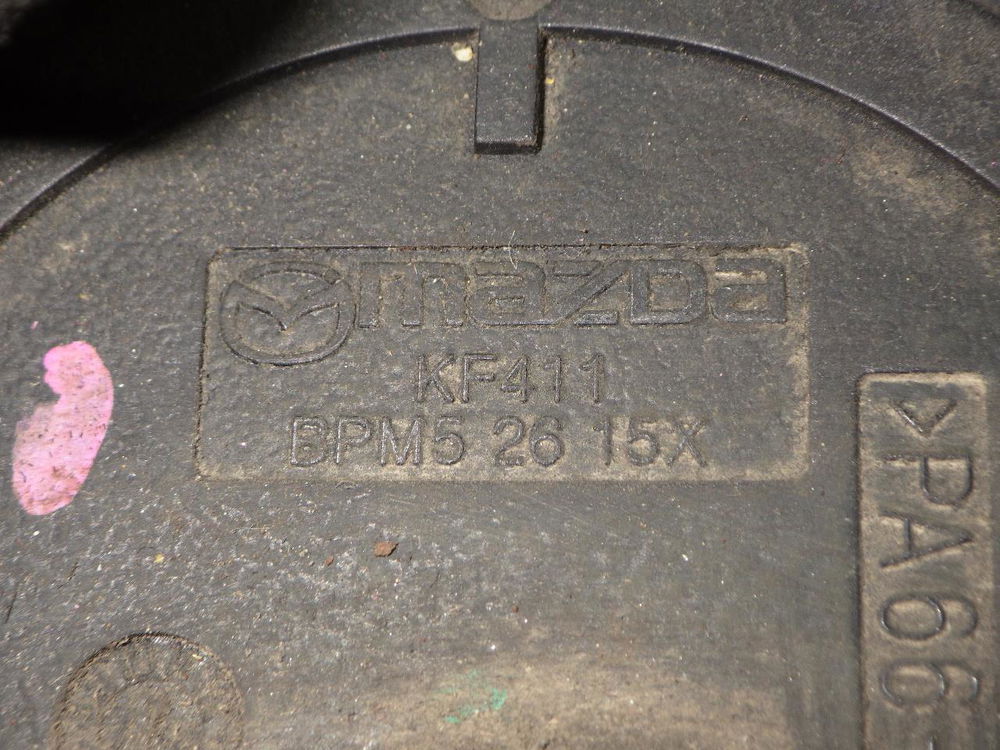 mazda
KF411
BPM5 26 15X
>PA66-